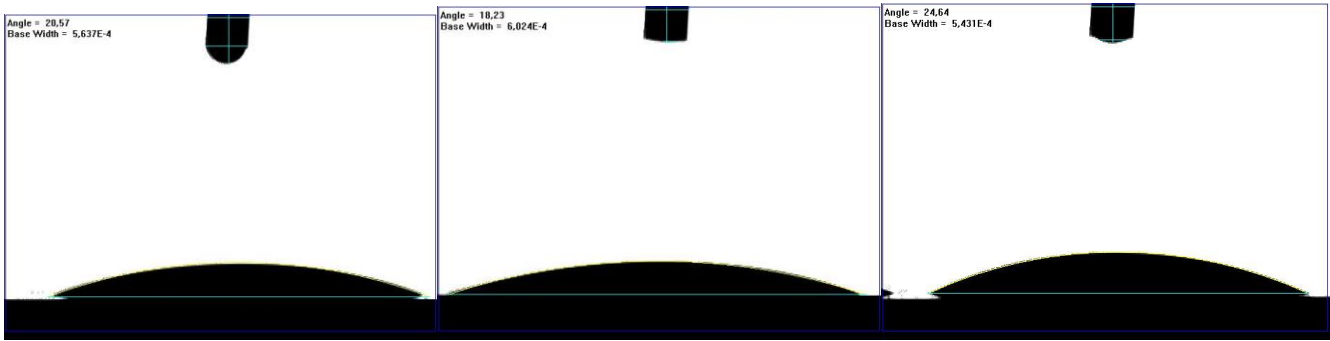 Angle = 20,57
Base Width = 5,637E-4
Angle = 18,23
Base Width = 6,024E-4
Angle = 24,64
Base Width = 5,431E-4